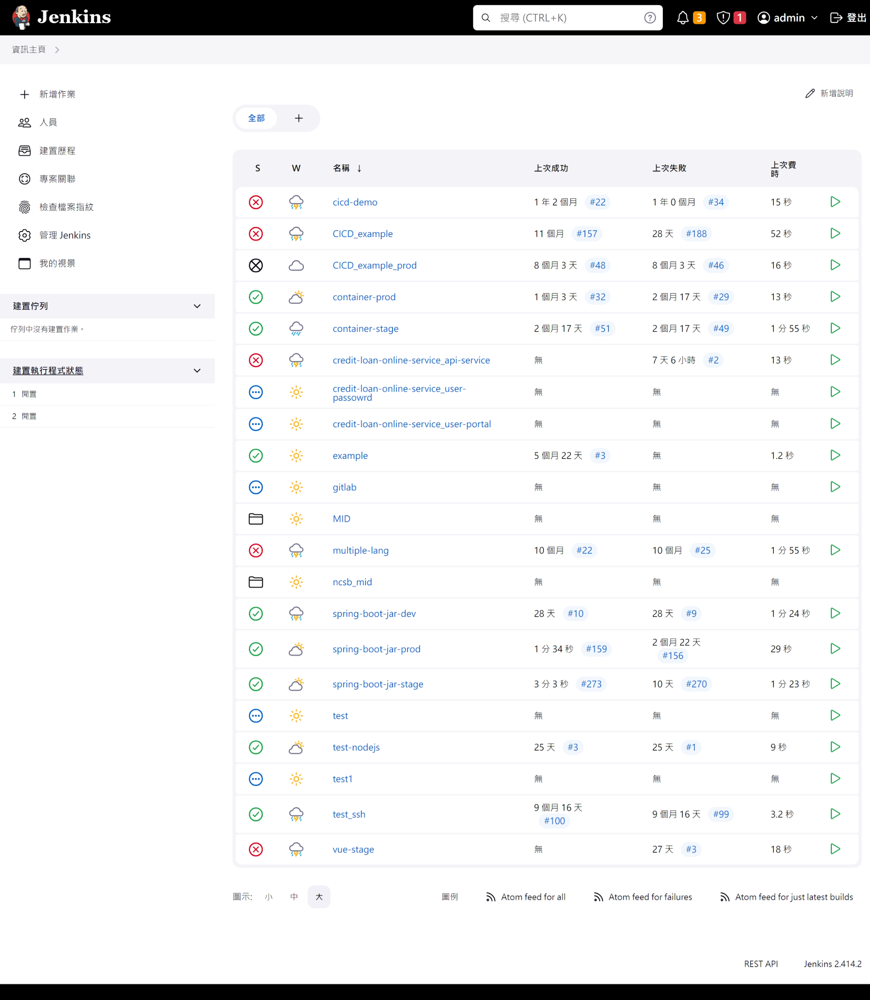 Jenkins
搜尋 (CTRL+K)
3
1
admin
登出
資訊主頁
新增作業
人員
建置歷程
專案關聯
檢查檔案指紋
管理 Jenkins
我的視景
建置佇列
佇列中沒有建置作業。
建置執行程式狀態
1 閒置
2 閒置
新增說明
全部
S W 名稱 ↓ 上次成功 上次失敗 上次費
時
cicd-demo 1 年 2 個月 #22 1 年 0 個月 #34 15 秒
CICD_example 11 個月 #157 28 天 #188 52 秒
CICD_example_prod 8 個月 3 天 #48 8 個月 3 天 #46 16 秒
container-prod 1 個月 3 天 #32 2 個月 17 天 #29 13 秒
container-stage 2 個月 17 天 #51 2 個月 17 天 #49 1 分 55 秒
credit-loan-online-service_api-service 無 7 天 6 小時 #2 13 秒
credit-loan-online-service_user-
passowrd 無 無 無
credit-loan-online-service_user-portal 無 無 無
example 5 個月 22 天 #3 無 1.2 秒
gitlab 無 無 無
MID 無 無 無
multiple-lang 10 個月 #22 10 個月 #25 1 分 55 秒
ncsb_mid 無 無 無
spring-boot-jar-dev 28 天 #10 28 天 #9 1 分 24 秒
spring-boot-jar-prod 1 分 34 秒 #159 2 個月 22 天
#156 29 秒
spring-boot-jar-stage 3 分 3 秒 #273 10 天 #270 1 分 23 秒
test 無 無 無
test-nodejs 25 天 #3 25 天 #1 9 秒
test1 無 無 無
test_ssh 9 個月 16 天
#100 9 個月 16 天 #99 3.2 秒
vue-stage 無 27 天 #3 18 秒
圖示: 小 中 大 圖例 Atom feed for all Atom feed for failures Atom feed for just latest builds
REST API Jenkins 2.414.2